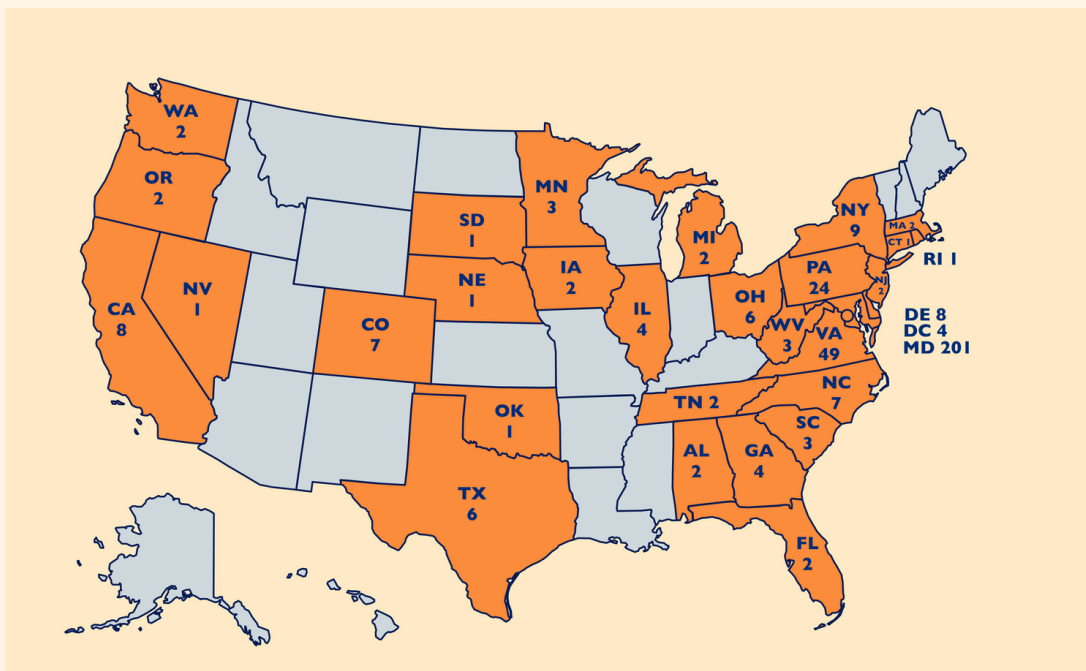 WA
2
OR
2
CA
8
NV
1
CO
7
SD
1
NE
1
OK
1
TX
6
MN
3
IA
2
IL
4
MI
2
OH
6
WV
3
VA
49
PA
24
NY
9
MA 2
CT 1
RI 1
NJ
2
DE 8
DC 4
MD 201
NC
7
TN 2
SC
3
AL
2
GA
4
FL
2